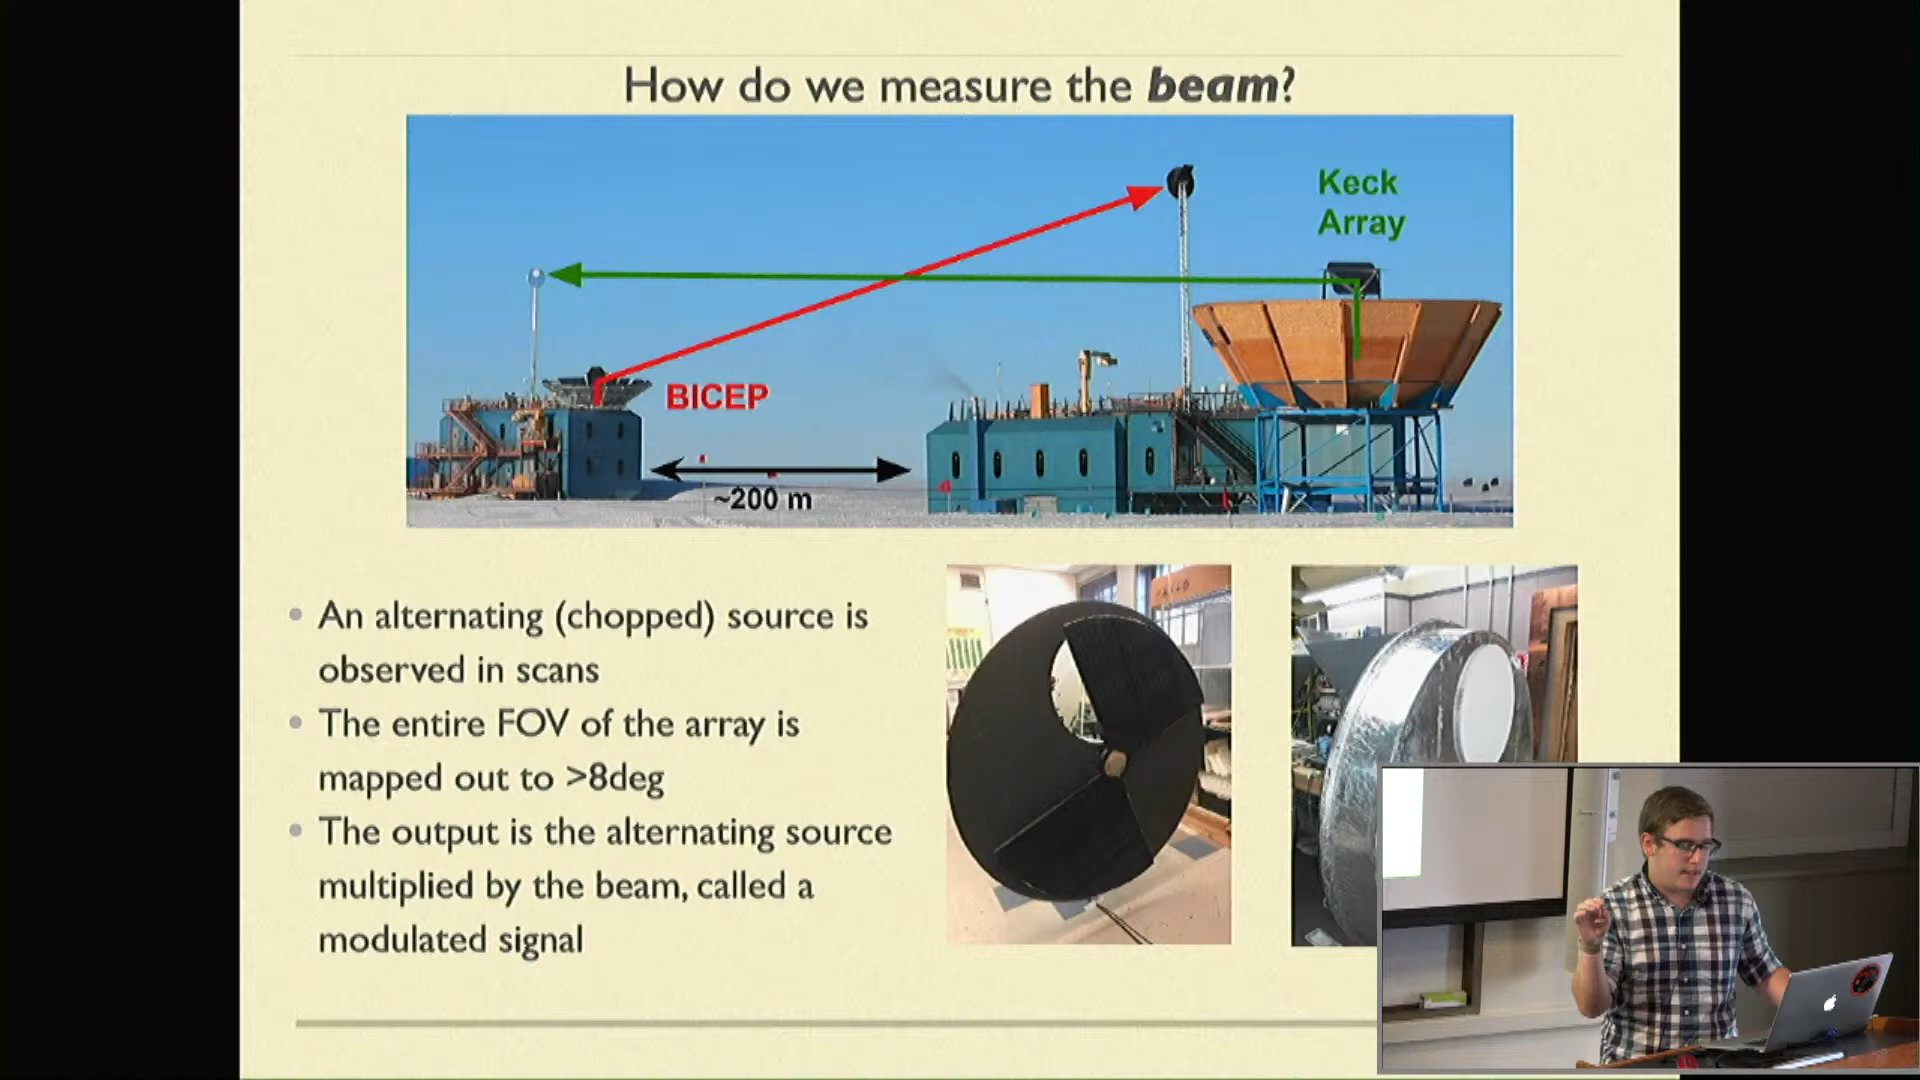 How do we measure the beam?
Keck
Array
BICEP
~200 m
• An alternating (chopped) source is
observed in scans
• The entire FOV of the array is
mapped out to >8deg
• The output is the alternating source
multiplied by the beam, called a
modulated signal